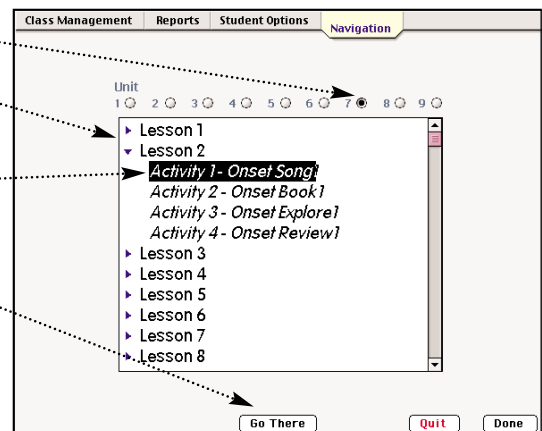 Class Management Reports Student Options Navigation
Unit
1 2 3 4 5 6 7 8 9
Lesson 1
Lesson 2
Activity 1 - Onset Song1
Activity 2 - Onset Book1
Activity 3 - Onset Explore1
Activity 4 - Onset Review1
Lesson 3
Lesson 4
Lesson 5
Lesson 6
Lesson 7
Lesson 8
Go There Quit Done